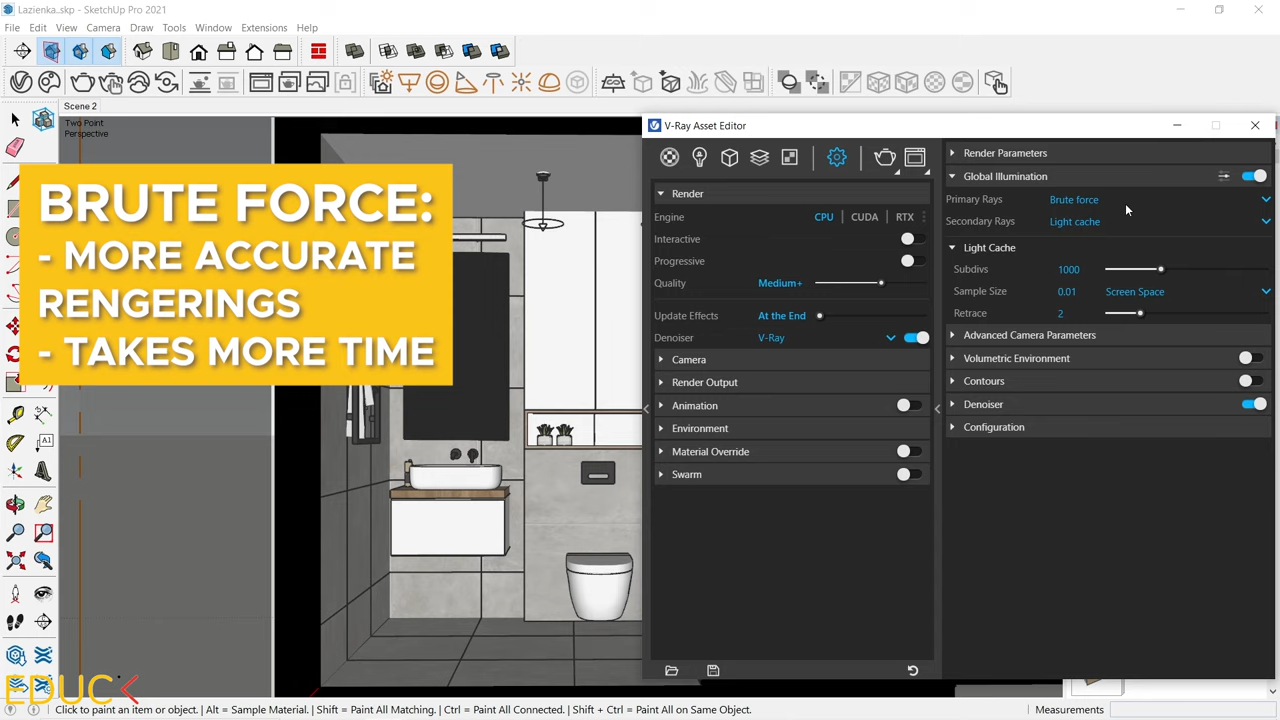 Lazienka..skp - SketchUp Pro 2021
File Edit View Camera Draw Tools Window Extensions Help
Scene 2
Two Point
Perspective
BRUTE FORCE:
- MORE ACCURATE
RENGERINGS
- TAKES MORE TIME
A1
V-Ray Asset Editor
Render
Engine CPU CUDA RTX
Interactive
Progressive
Quality Medium+
Update Effects At the End
Denoiser V-Ray
Camera
Render Output
Animation
Environment
Material Override
Swarm
Render Parameters
Global Illumination
Primary Rays Brute force
Secondary Rays Light cache
Light Cache
Subdivs 1000
Sample Size 0.01 Screen Space
Retrace 2
Advanced Camera Parameters
Volumetric Environment
Contours
Denoiser
Configuration
EDUC
Click to paint an item or object. | Alt = Sample Material. | Shift = Paint All Matching. | Ctrl = Paint All Connected. | Shift + Ctrl = Paint All on Same Object.
Measurements